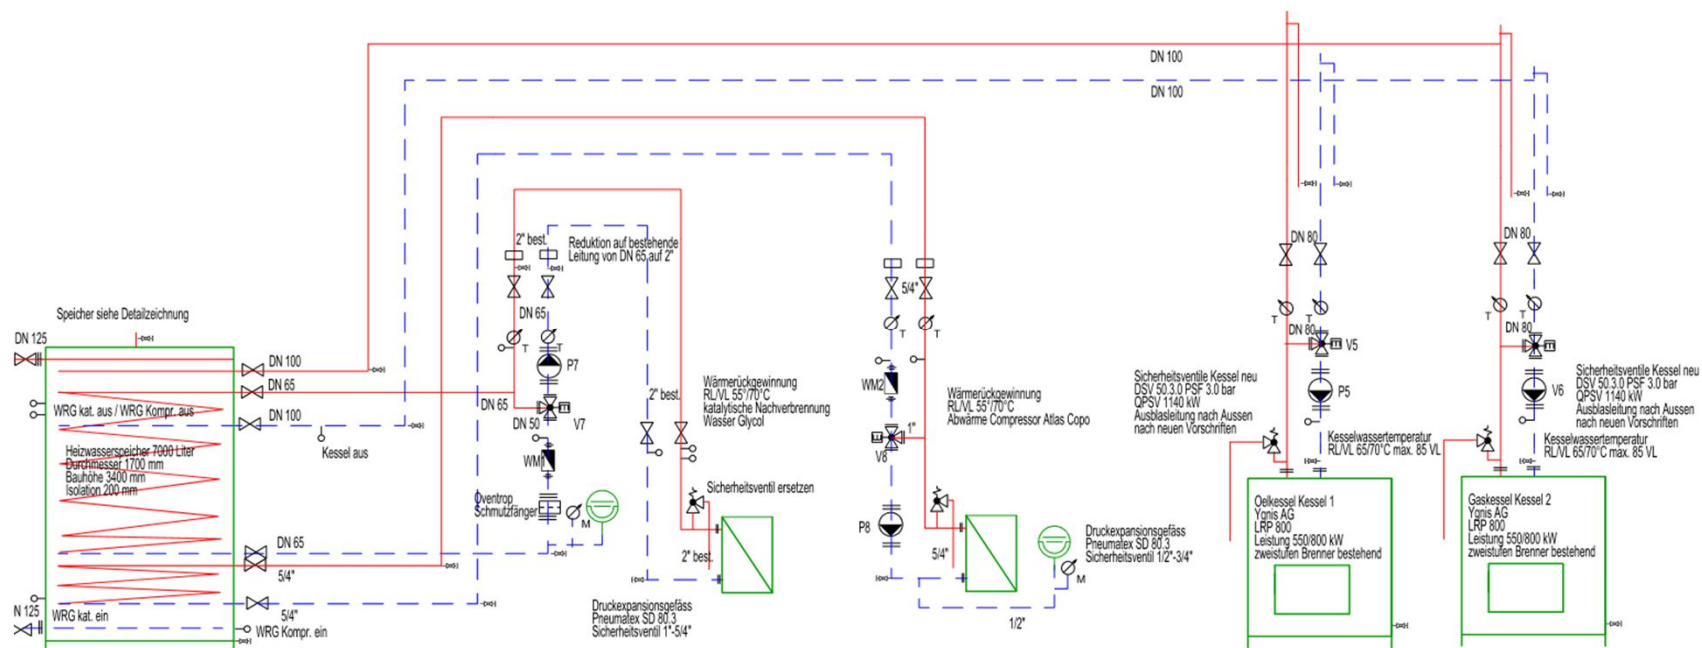 DN 100
DN 100
2" best.
Reduktion auf bestehende
Leitung von DN 65 auf 2"
DN 80
DN 80
5/4"
Speicher siehe Detailzeichnung
DN 65
DN 125
T
T
T
T
T
T
T
T
DN 80
DN 80
V5
DN 100
P7
DN 65
WM2
Wärmerückgewinnung
RL/VL 55°/70°C
katalytische Nachverbrennung
Wasser Glycol
Wärmerückgewinnung
RL/VL 55°/70°C
Abwärme Compressor Atlas Copo
Sicherheitsventile Kessel neu
DSV 50.3.0 PSF 3.0 bar
QPSV 1140 kW
Ausblasleitung nach Aussen
nach neuen Vorschriften
P5
V6
Sicherheitsventile Kessel neu
DSV 50.3.0 PSF 3.0 bar
QPSV 1140 kW
Ausblasleitung nach Aussen
nach neuen Vorschriften
2" best.
DN 65
WRG kat. aus / WRG Kompr. aus
DN 100
DN 50
V7
1"
V8
Kesselwassertemperatur
RL/VL 65/70°C max. 85 VL
Kesselwassertemperatur
RL/VL 65/70°C max. 85 VL
Kessel aus
Heizwasserspeicher 7000 Liter
Durchmesser 1700 mm
Bauhöhe 3400 mm
Isolation 200 mm
WM1
Oventrop
Schmutzfänger
M
Sicherheitsventil ersetzen
P8
Oelkessel Kessel 1
Ygnis AG
LRP 800
Leistung 550/800 kW
zweistufen Brenner bestehend
Gaskessel Kessel 2
Ygnis AG
LRP 800
Leistung 550/800 kW
zweistufen Brenner bestehend
DN 65
2" best.
5/4"
Druckexpansionsgefäss
Pneumatex SD 80.3
Sicherheitsventil 1/2"-3/4"
M
5/4"
N 125
WRG kat. ein
5/4"
WRG Kompr. ein
Druckexpansionsgefäss
Pneumatex SD 80.3
Sicherheitsventil 1"-5/4"
1/2"